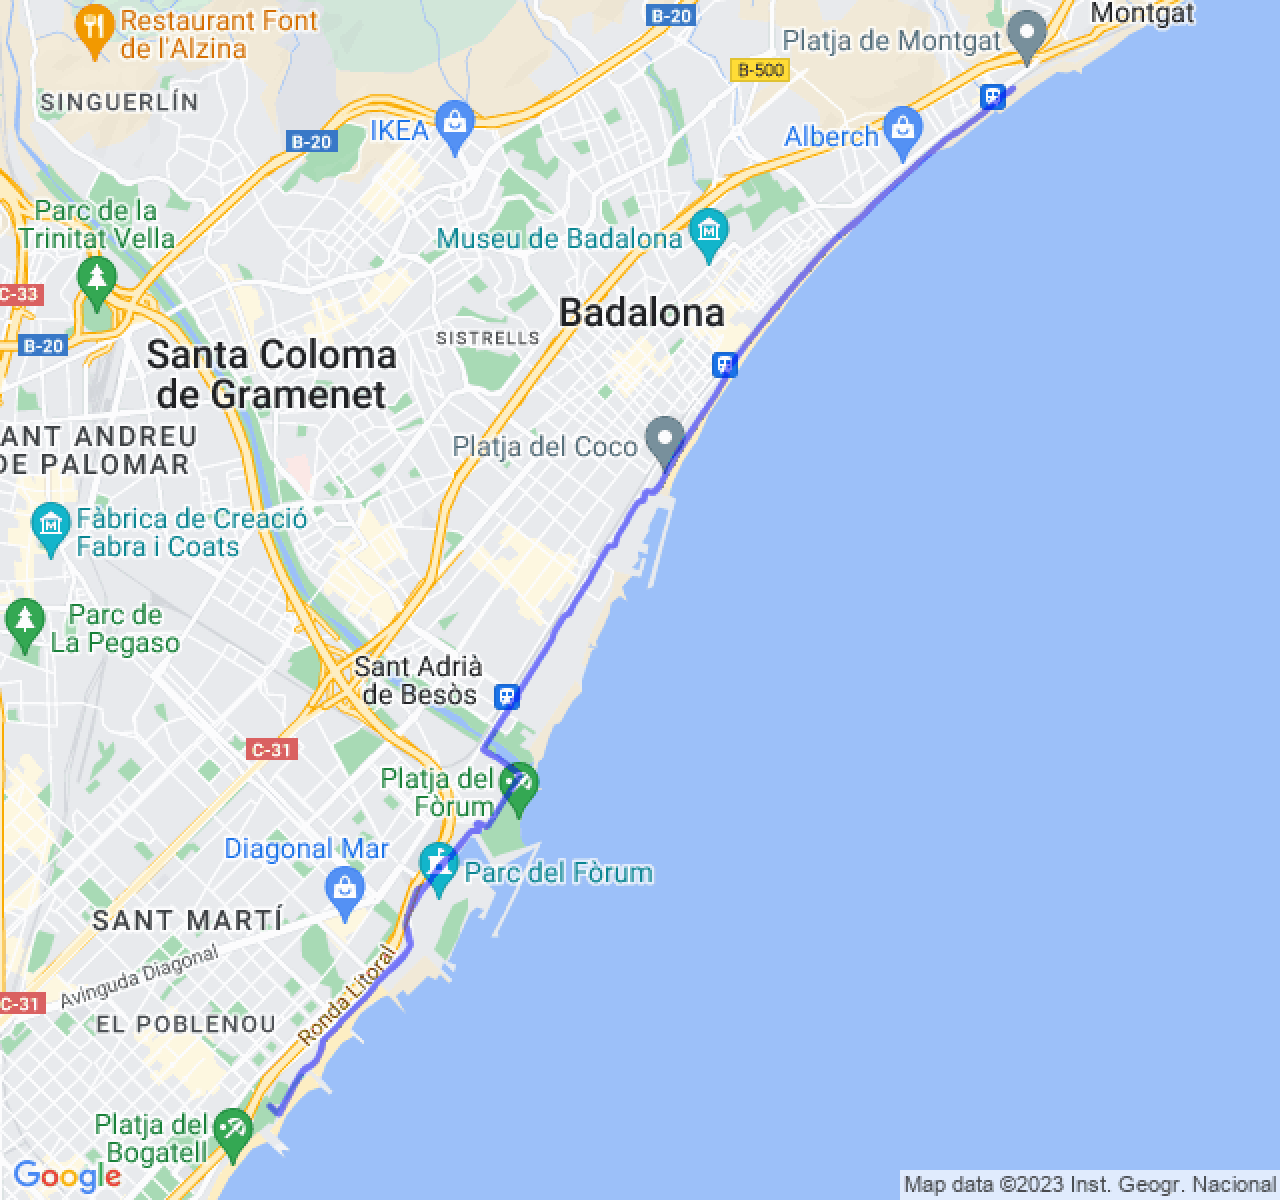 B-20
Montgat
Restaurant Font
de l'Alzina
Platja de Montgat
B-500
SINGUERLÍN
B-20
IKEA
Alberch
Parc de la
Trinitat Vella
Museu de Badalona
C-33
Badalona
B-20
SISTRELLS
Santa Coloma
de Gramenet
ANT ANDREU
DE PALOMAR
Platja del Coco
Fàbrica de Creació
Fabra i Coats
Parc de
La Pegaso
Sant Adrià
de Besòs
C-31
Platja del
Fòrum
Diagonal Mar
Parc del Fòrum
SANT MARTÍ
Avinguda Diagonal
Ronda Litoral
C-31
EL POBLENOU
Platja del
Bogatell
Google
Map data ©2023 Inst. Geogr. Nacional